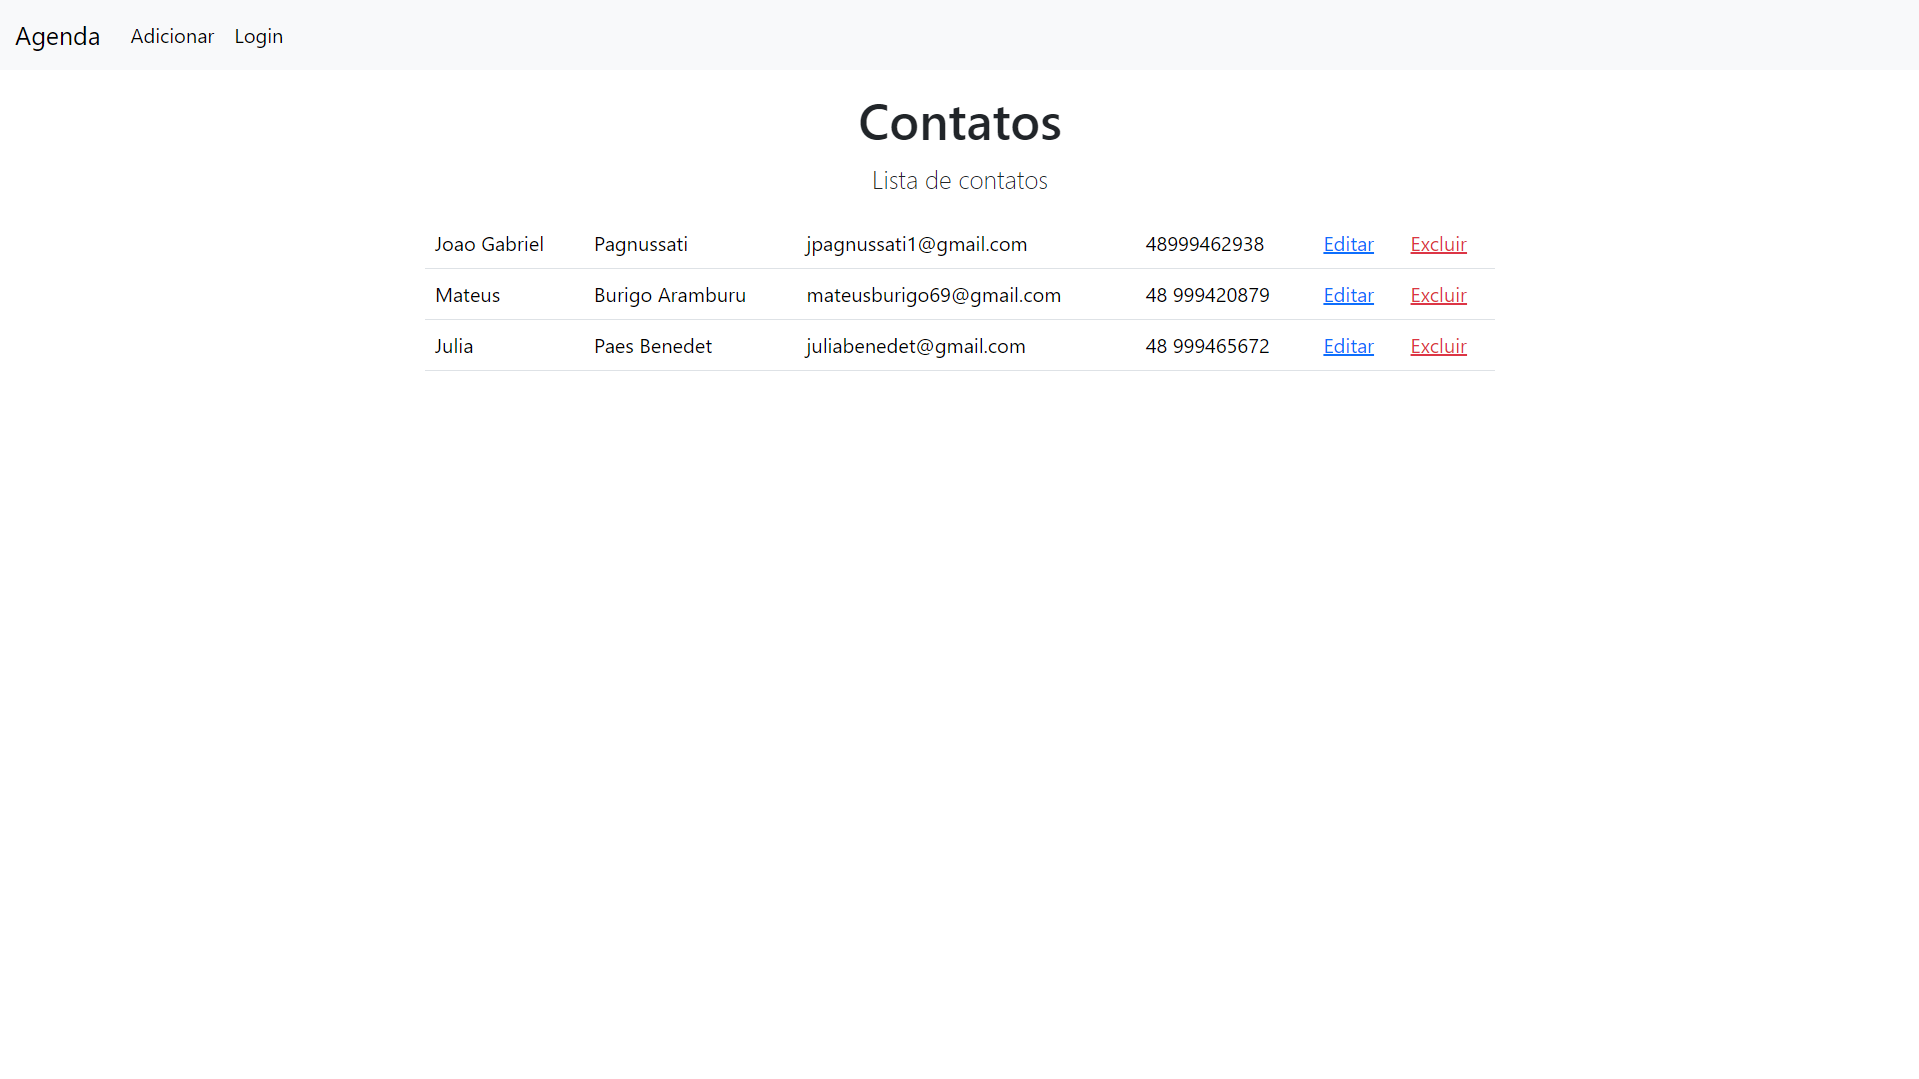 Agenda Adicionar Login
Contatos
Lista de contatos
Joao Gabriel Pagnussati jpagnussati1@gmail.com 48999462938 Editar Excluir
Mateus Burigo Aramburu mateusburigo69@gmail.com 48 999420879 Editar Excluir
Julia Paes Benedet juliabenedet@gmail.com 48 999465672 Editar Excluir